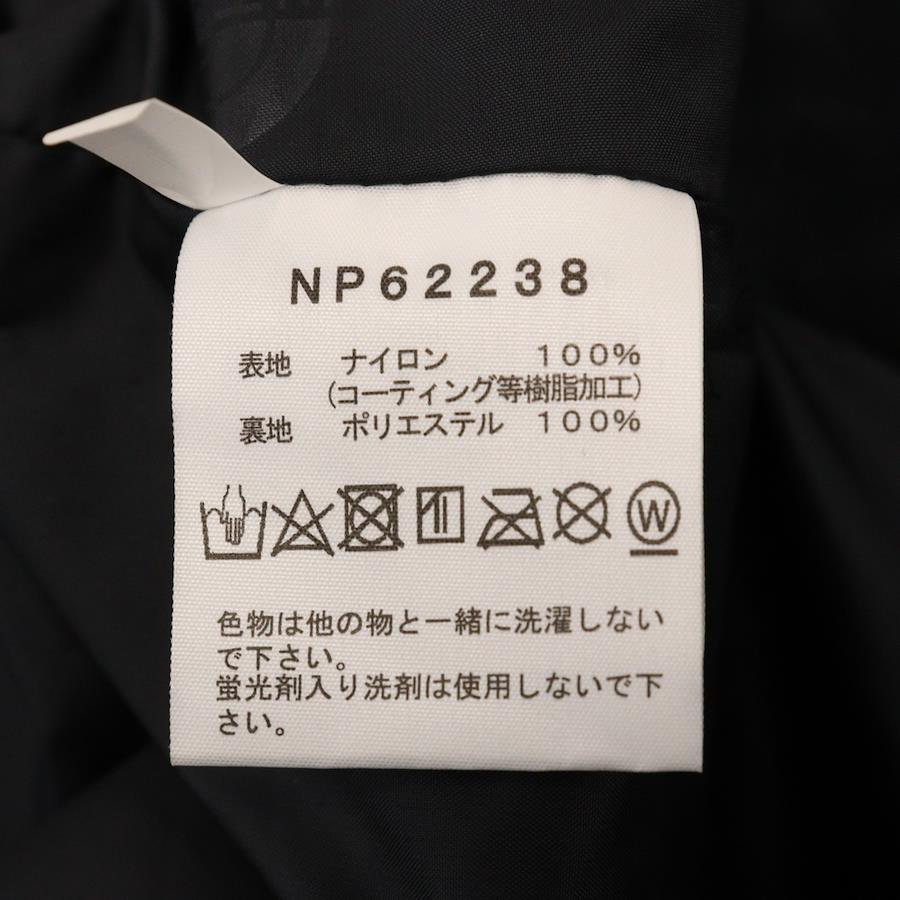 NP62238
表地 ナイロン 100%
(コーティング等樹脂加工)
裏地 ポリエステル 100%
W
色物は他の物と一緒に洗濯しない
で下さい。
蛍光剤入り洗剤は使用しないで下
さい。